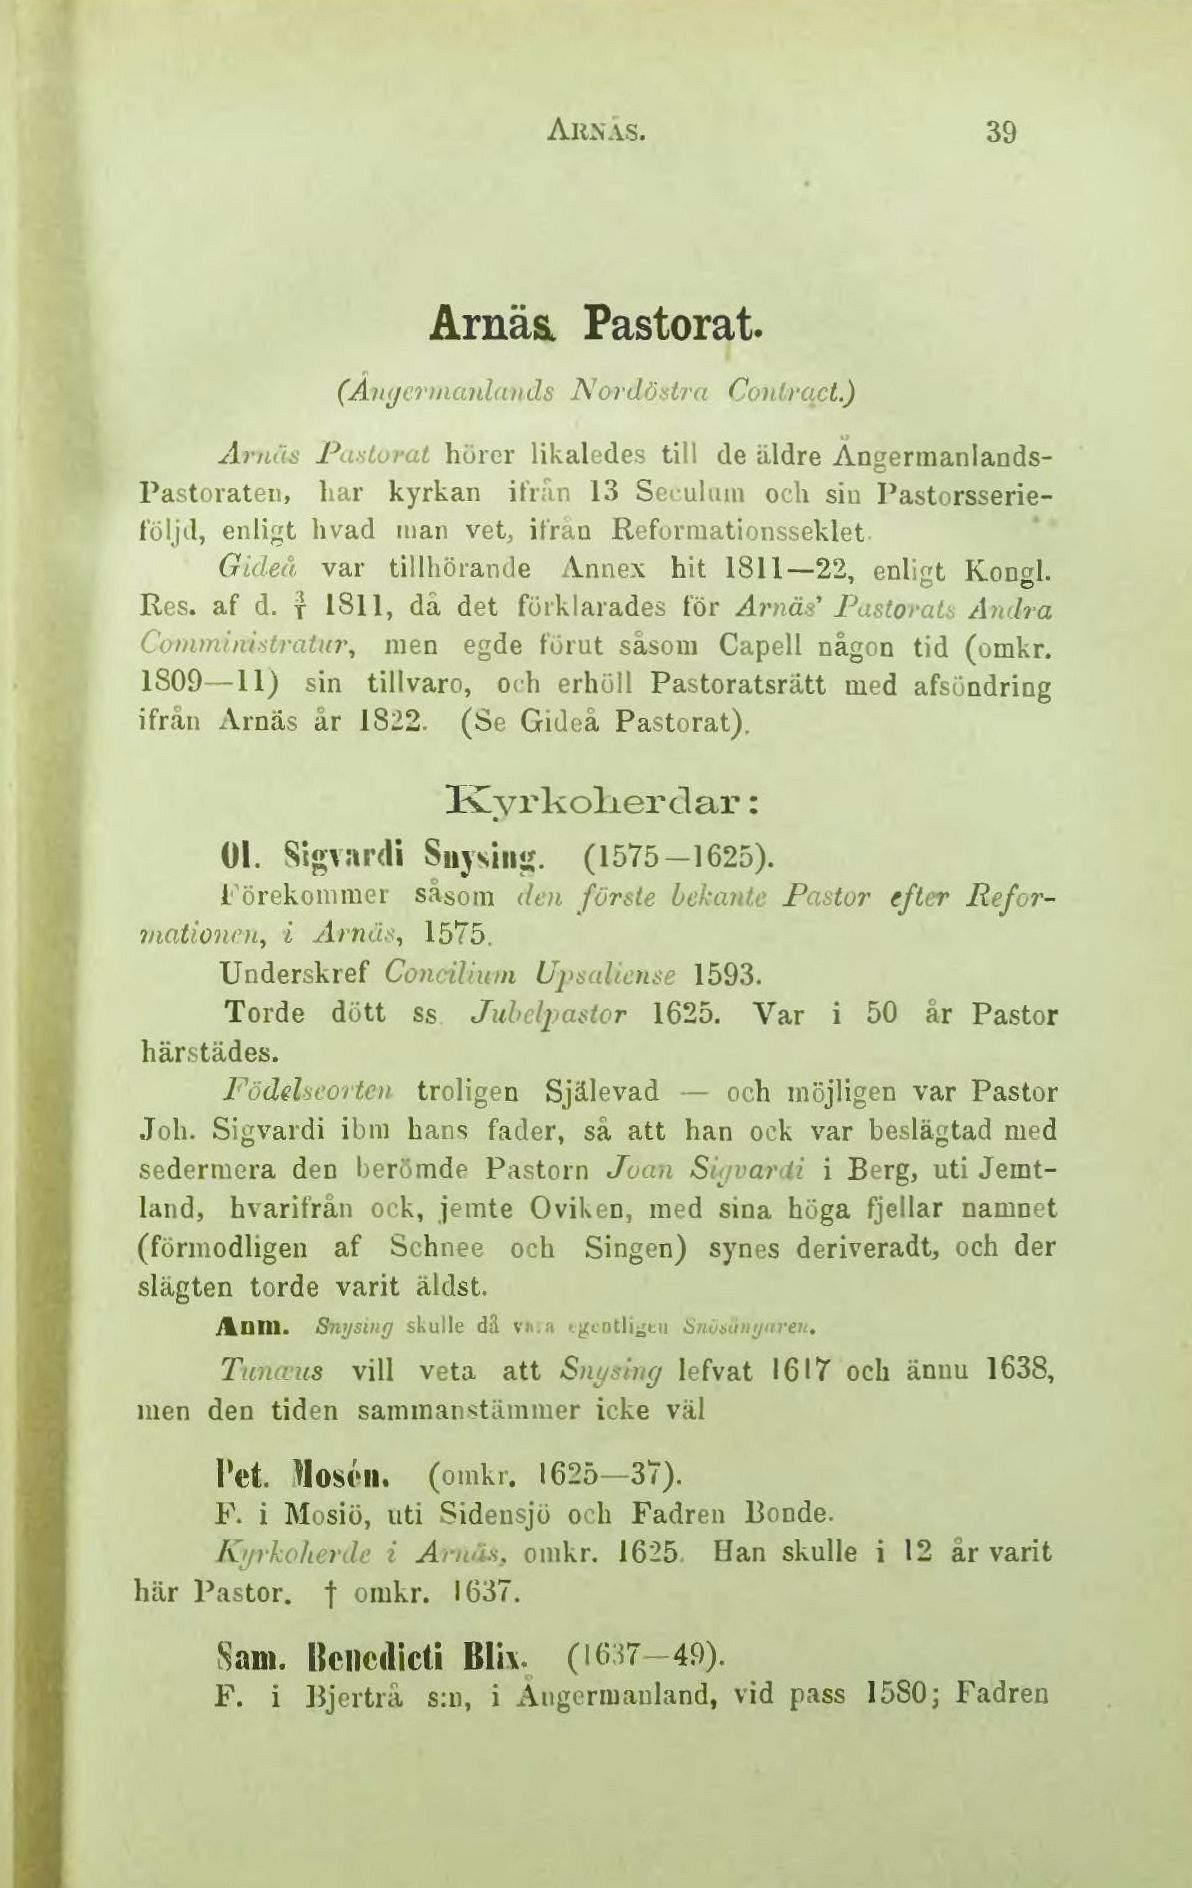 ARNÄS. 39
Arnäs Pastorat.
(Ångermanlands Nordöstra Contract.)
Arnäs Pastorat hörer likaledes till de äldre Ångermanlands-
Pastoraten, har kyrkan ifrån 13 Seculum och sin Pastorsserie-
följd, enligt hvad man vet, ifrån Reformationsseklet.
Gideå var tillhörande Annex hit 1811—22, enligt Kongl.
Res. af d. 3/7 1811, då det förklarades för Arnäs' Pastorats Andra
Comministratur, men egde förut såsom Capell någon tid (omkr.
1809—11) sin tillvaro, och erhöll Pastoratsrätt med afsöndring
ifrån Arnäs år 1822. (Se Gideå Pastorat).
Kyrkoherdar:
Ol. Sigvardi Snysing. (1575—1625).
Förekommer såsom den förste bekante Pastor efter Refor-
mationen, i Arnäs, 1575.
Underskref Concilium Upsaliense 1593.
Torde dött ss. Jubelpastor 1625. Var i 50 år Pastor
härstädes.
Födelseorten troligen Själevad — och möjligen var Pastor
Joh. Sigvardi ibm hans fader, så att han ock var beslägtad med
sedermera den berömde Pastorn Joan Sigvardi i Berg, uti Jemt-
land, hvarifrån ock, jemte Oviken, med sina höga fjellar namnet
(förmodligen af Schnee och Singen) synes deriveradt, och der
slägten torde varit äldst.
Anm. Snysing skulle då vara egentligen Snösångaren.
Tunæus vill veta att Snysing lefvat 1617 och ännu 1638,
men den tiden sammanstämmer icke väl
Pet. Mosén. (omkr. 1625—37).
F. i Mosiö, uti Sidensjö och Fadren Bonde.
Kyrkoherde i Arnäs, omkr. 1625. Han skulle i 12 år varit
här Pastor. † omkr. 1637.
Sam. Benedicti Blix. (1637—49).
F. i Bjertrå s:n, i Ångermanland, vid pass 1580; Fadren